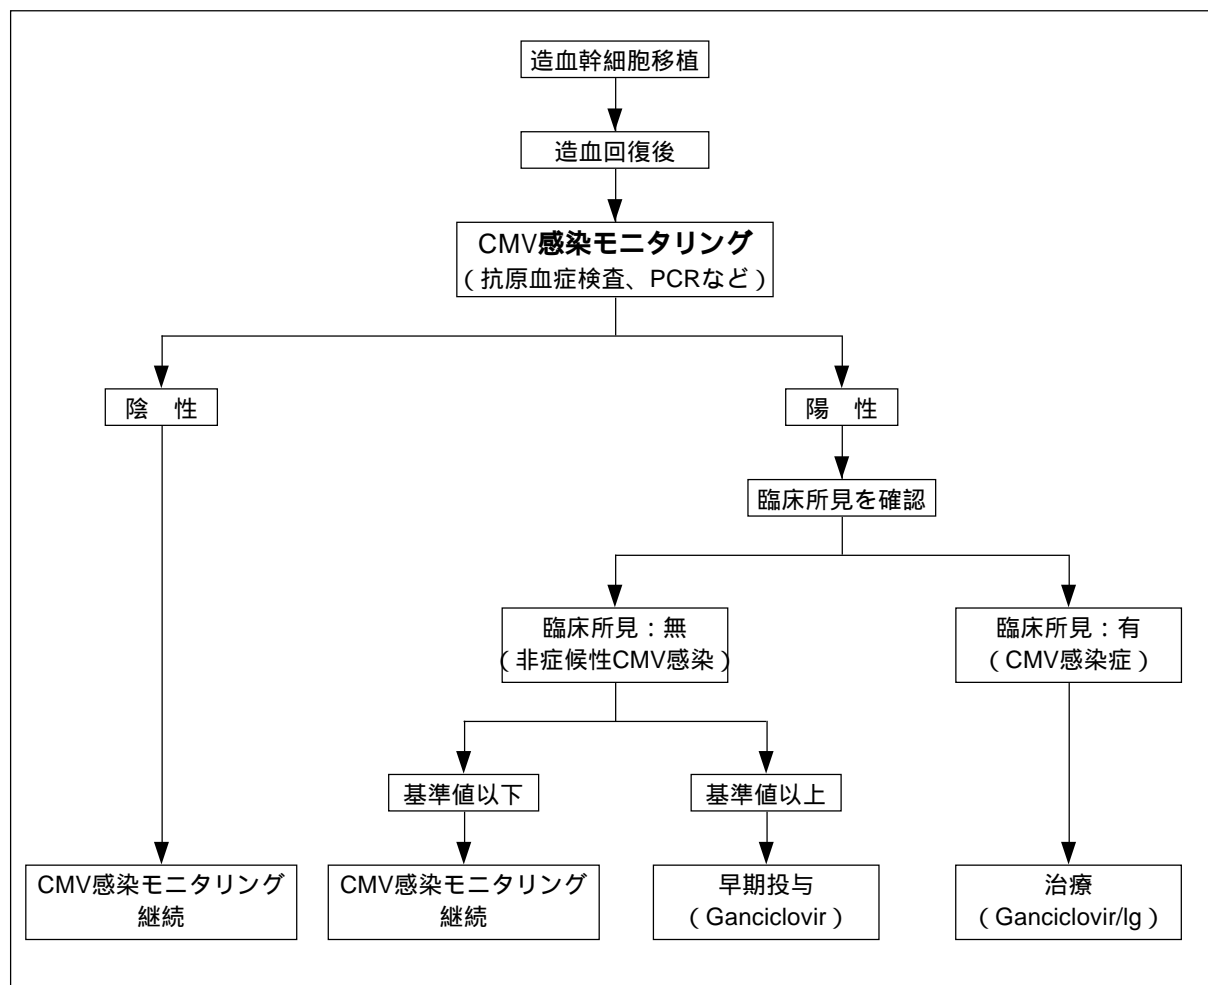 造血幹細胞移植
造血回復後
CMV感染モニタリング
（抗原血症検査、PCRなど）
陰　性
陽　性
臨床所見を確認
臨床所見：無
（非症候性CMV感染）
臨床所見：有
（CMV感染症）
基準値以下
基準値以上
CMV感染モニタリング
継続
CMV感染モニタリング
継続
早期投与
（Ganciclovir）
治療
（Ganciclovir/Ig）